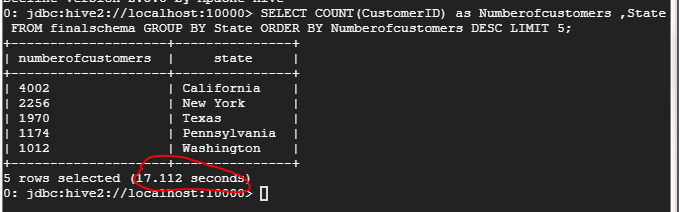 0: jdbc:hive2://localhost:10000> SELECT COUNT(CustomerID) as Numberofcustomers ,State
FROM finalschema GROUP BY State ORDER BY Numberofcustomers DESC LIMIT 5;
+--------------------+---------------+
| numberofcustomers | state |
+--------------------+---------------+
| 4002 | California |
| 2256 | New York |
| 1970 | Texas |
| 1174 | Pennsylvania |
| 1012 | Washington |
+--------------------+---------------+
5 rows selected (17.112 seconds)
0: jdbc:hive2://localhost:10000>